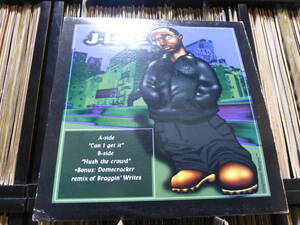 A-side
"Can I get it"
B-side
"Hush the crowd"
•Bonus: Domecracker
remix of Braggin' Writes